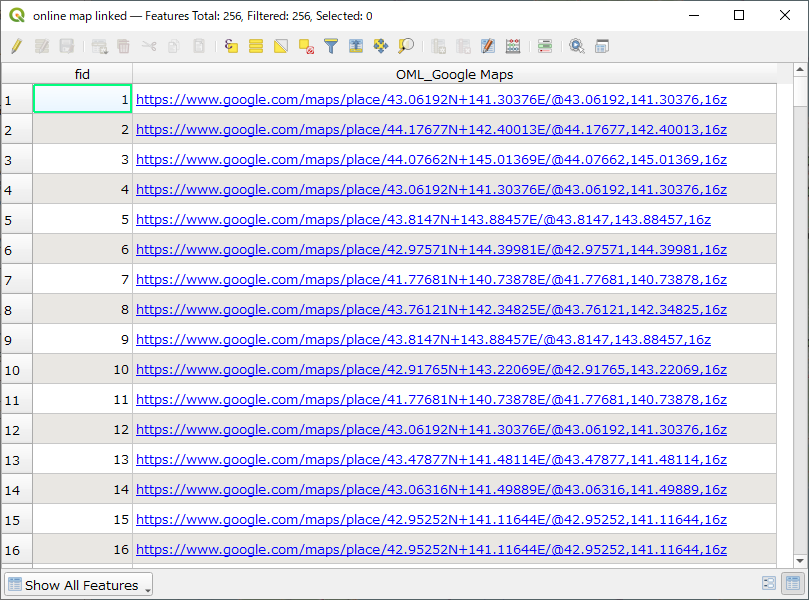 online map linked — Features Total: 256, Filtered: 256, Selected: 0
fid OML_Google Maps
1 1 https://www.google.com/maps/place/43.06192N+141.30376E/@43.06192,141.30376,16z
2 2 https://www.google.com/maps/place/44.17677N+142.40013E/@44.17677,142.40013,16z
3 3 https://www.google.com/maps/place/44.07662N+145.01369E/@44.07662,145.01369,16z
4 4 https://www.google.com/maps/place/43.06192N+141.30376E/@43.06192,141.30376,16z
5 5 https://www.google.com/maps/place/43.8147N+143.88457E/@43.8147,143.88457,16z
6 6 https://www.google.com/maps/place/42.97571N+144.39981E/@42.97571,144.39981,16z
7 7 https://www.google.com/maps/place/41.77681N+140.73878E/@41.77681,140.73878,16z
8 8 https://www.google.com/maps/place/43.76121N+142.34825E/@43.76121,142.34825,16z
9 9 https://www.google.com/maps/place/43.8147N+143.88457E/@43.8147,143.88457,16z
10 10 https://www.google.com/maps/place/42.91765N+143.22069E/@42.91765,143.22069,16z
11 11 https://www.google.com/maps/place/41.77681N+140.73878E/@41.77681,140.73878,16z
12 12 https://www.google.com/maps/place/43.06192N+141.30376E/@43.06192,141.30376,16z
13 13 https://www.google.com/maps/place/43.47877N+141.48114E/@43.47877,141.48114,16z
14 14 https://www.google.com/maps/place/43.06316N+141.49889E/@43.06316,141.49889,16z
15 15 https://www.google.com/maps/place/42.95252N+141.11644E/@42.95252,141.11644,16z
16 16 https://www.google.com/maps/place/42.95252N+141.11644E/@42.95252,141.11644,16z
Show All Features